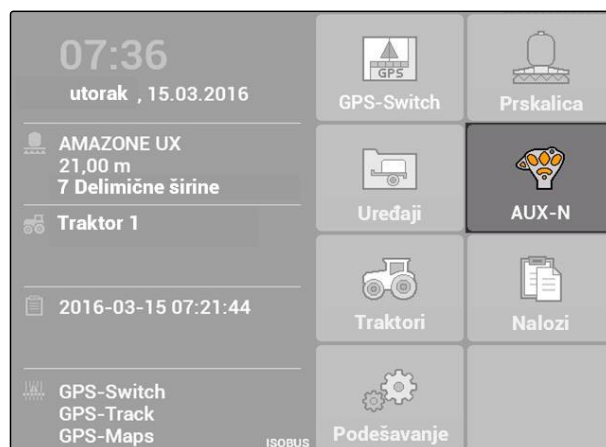 07:36
utorak , 15.03.2016
AMAZONE UX
21,00 m
7 Delimične širine
Traktor 1
2016-03-15 07:21:44
GPS-Switch
GPS-Track
GPS-Maps
ISOBUS
GPS
GPS-Switch
Prskalica
Uređaji
AUX-N
Traktori
Nalozi
Podešavanje